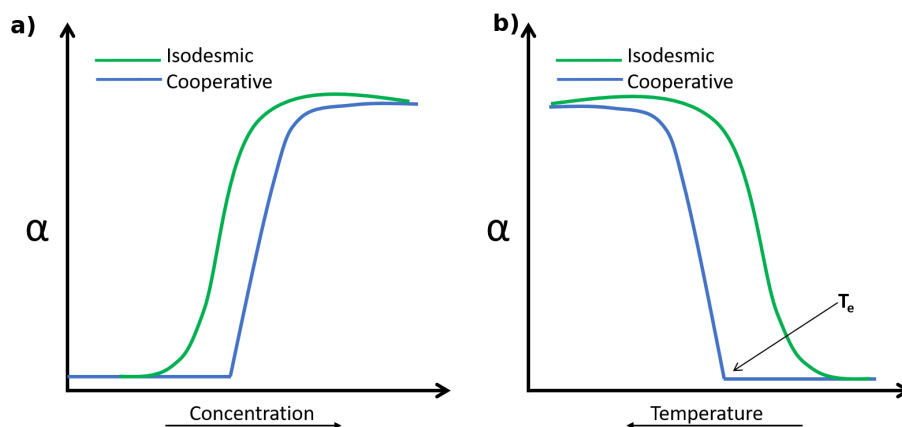 a)
Isodesmic
Cooperative
α
Concentration
b)
Isodesmic
Cooperative
α
Te
Temperature